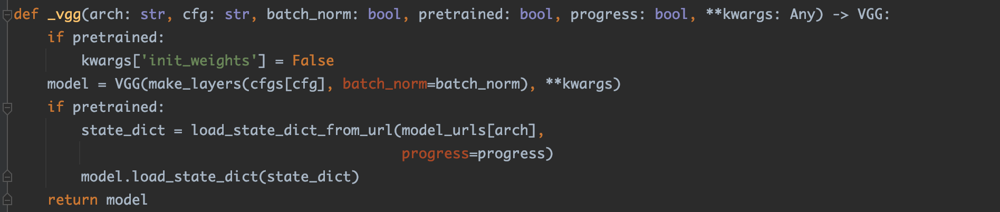 def _vgg(arch: str, cfg: str, batch_norm: bool, pretrained: bool, progress: bool, **kwargs: Any) -> VGG:
    if pretrained:
        kwargs['init_weights'] = False
    model = VGG(make_layers(cfgs[cfg], batch_norm=batch_norm), **kwargs)
    if pretrained:
        state_dict = load_state_dict_from_url(model_urls[arch],
                                              progress=progress)
        model.load_state_dict(state_dict)
    return model